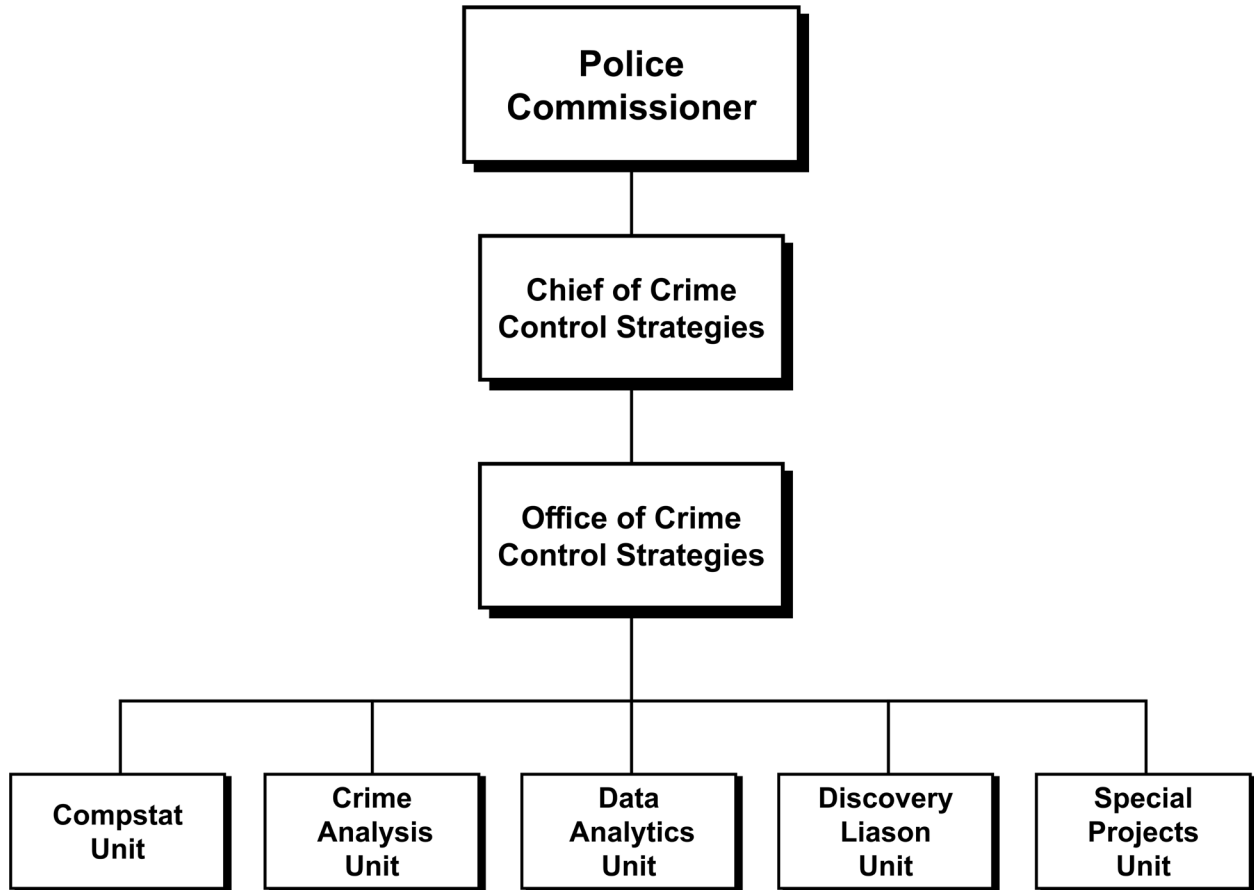 Police
Commissioner
Chief of Crime
Control Strategies
Office of Crime
Control Strategies
Compstat
Unit
Crime
Analysis
Unit
Data
Analytics
Unit
Discovery
Liason
Unit
Special
Projects
Unit